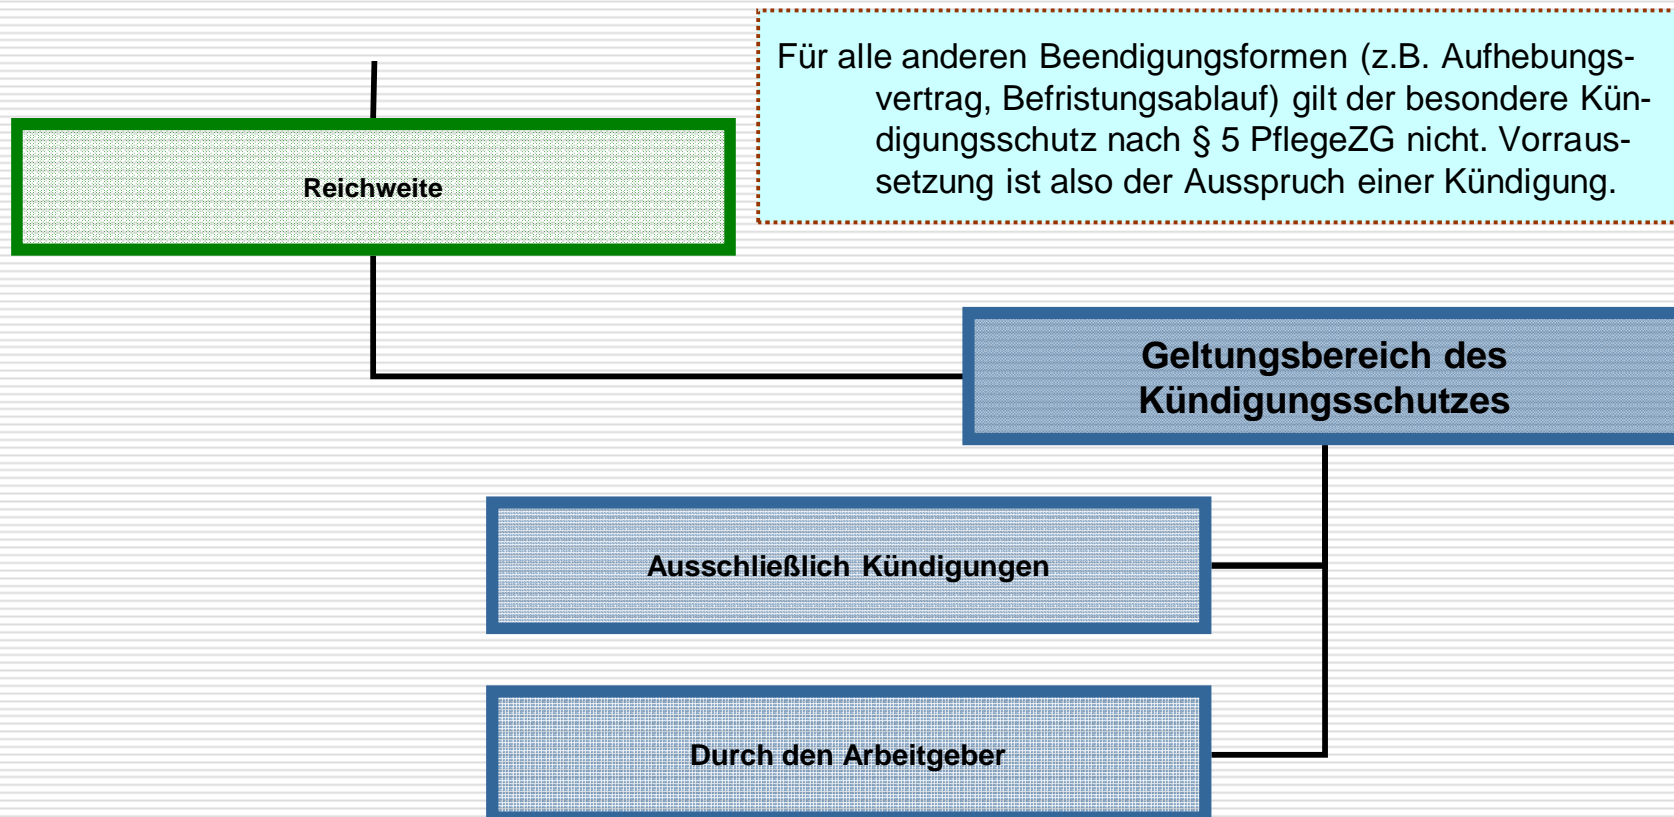 Für alle anderen Beendigungsformen (z.B. Aufhebungs-
vertrag, Befristungsablauf) gilt der besondere Kün-
digungsschutz nach § 5 PflegeZG nicht. Vorraus-
setzung ist also der Ausspruch einer Kündigung.
Reichweite
Geltungsbereich des
Kündigungsschutzes
Ausschließlich Kündigungen
Durch den Arbeitgeber